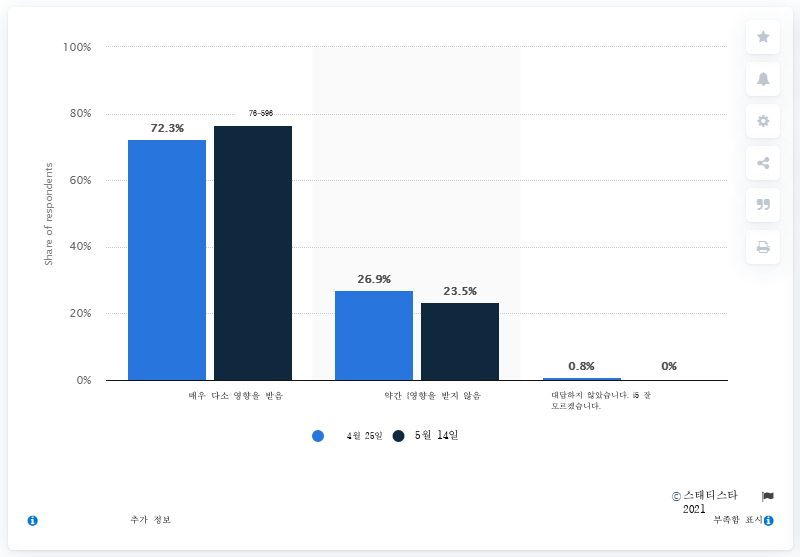 100%
80%
60%
40%
20%
0%
Share of respondents
72.3%
76-596
26.9%
23.5%
0.8%
0%
매우 다소 영향을 받음
약간 영향을 받지 않음
대답하지 않았습니다. 잘
모르겠습니다.
4월 25일
5월 14일
© 스태티스타
2021
추가 정보
부족함 표시